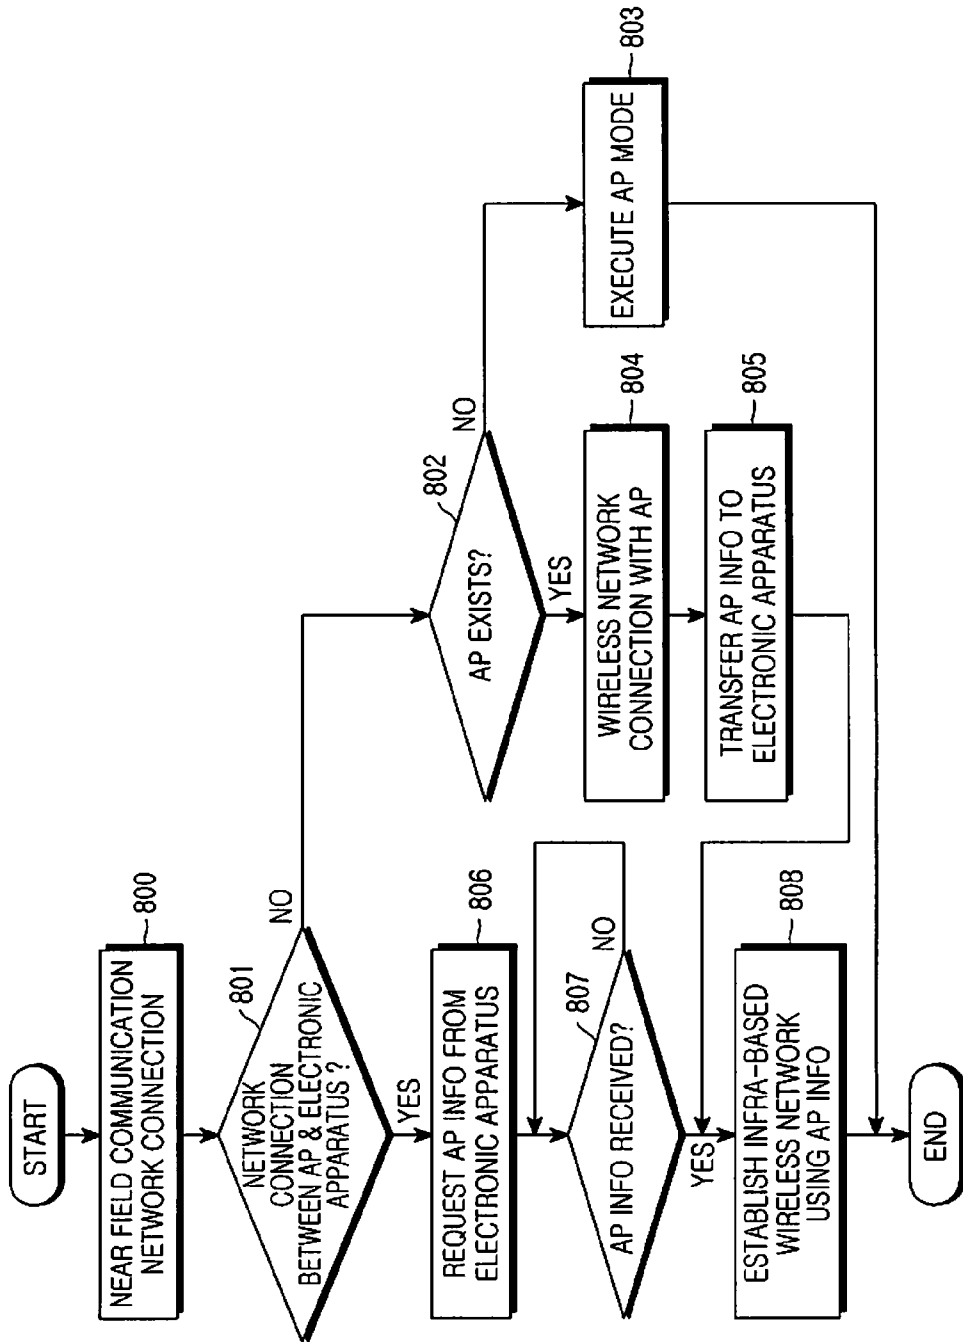 START
NEAR FIELD COMMUNICATION
NETWORK CONNECTION
800
NETWORK
CONNECTION
BETWEEN AP & ELECTRONIC
APPARATUS ?
801
NO
YES
AP EXISTS?
802
NO
YES
EXECUTE AP MODE
803
WIRELESS NETWORK
CONNECTION WITH AP
804
TRANSFER AP INFO TO
ELECTRONIC APPARATUS
805
REQUEST AP INFO FROM
ELECTRONIC APPARATUS
806
AP INFO RECEIVED?
807
NO
YES
ESTABLISH INFRA-BASED
WIRELESS NETWORK
USING AP INFO
808
END